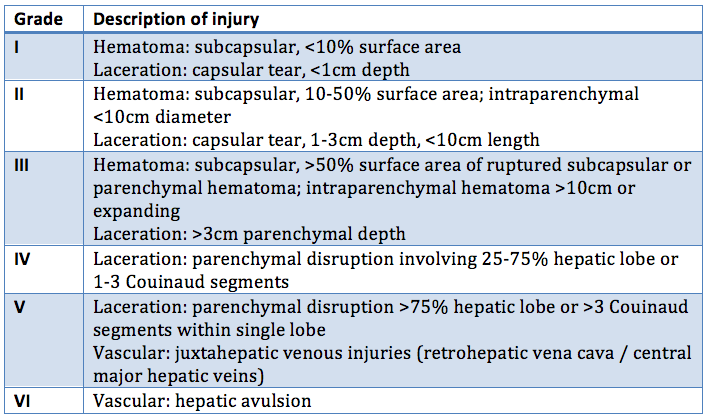 Grade Description of injury
I Hematoma: subcapsular, <10% surface area
Laceration: capsular tear, <1cm depth
II Hematoma: subcapsular, 10-50% surface area; intraparenchymal
<10cm diameter
Laceration: capsular tear, 1-3cm depth, <10cm length
III Hematoma: subcapsular, >50% surface area of ruptured subcapsular or
parenchymal hematoma; intraparenchymal hematoma >10cm or
expanding
Laceration: >3cm parenchymal depth
IV Laceration: parenchymal disruption involving 25-75% hepatic lobe or
1-3 Couinaud segments
V Laceration: parenchymal disruption >75% hepatic lobe or >3 Couinaud
segments within single lobe
Vascular: juxtahepatic venous injuries (retrohepatic vena cava / central
major hepatic veins)
VI Vascular: hepatic avulsion